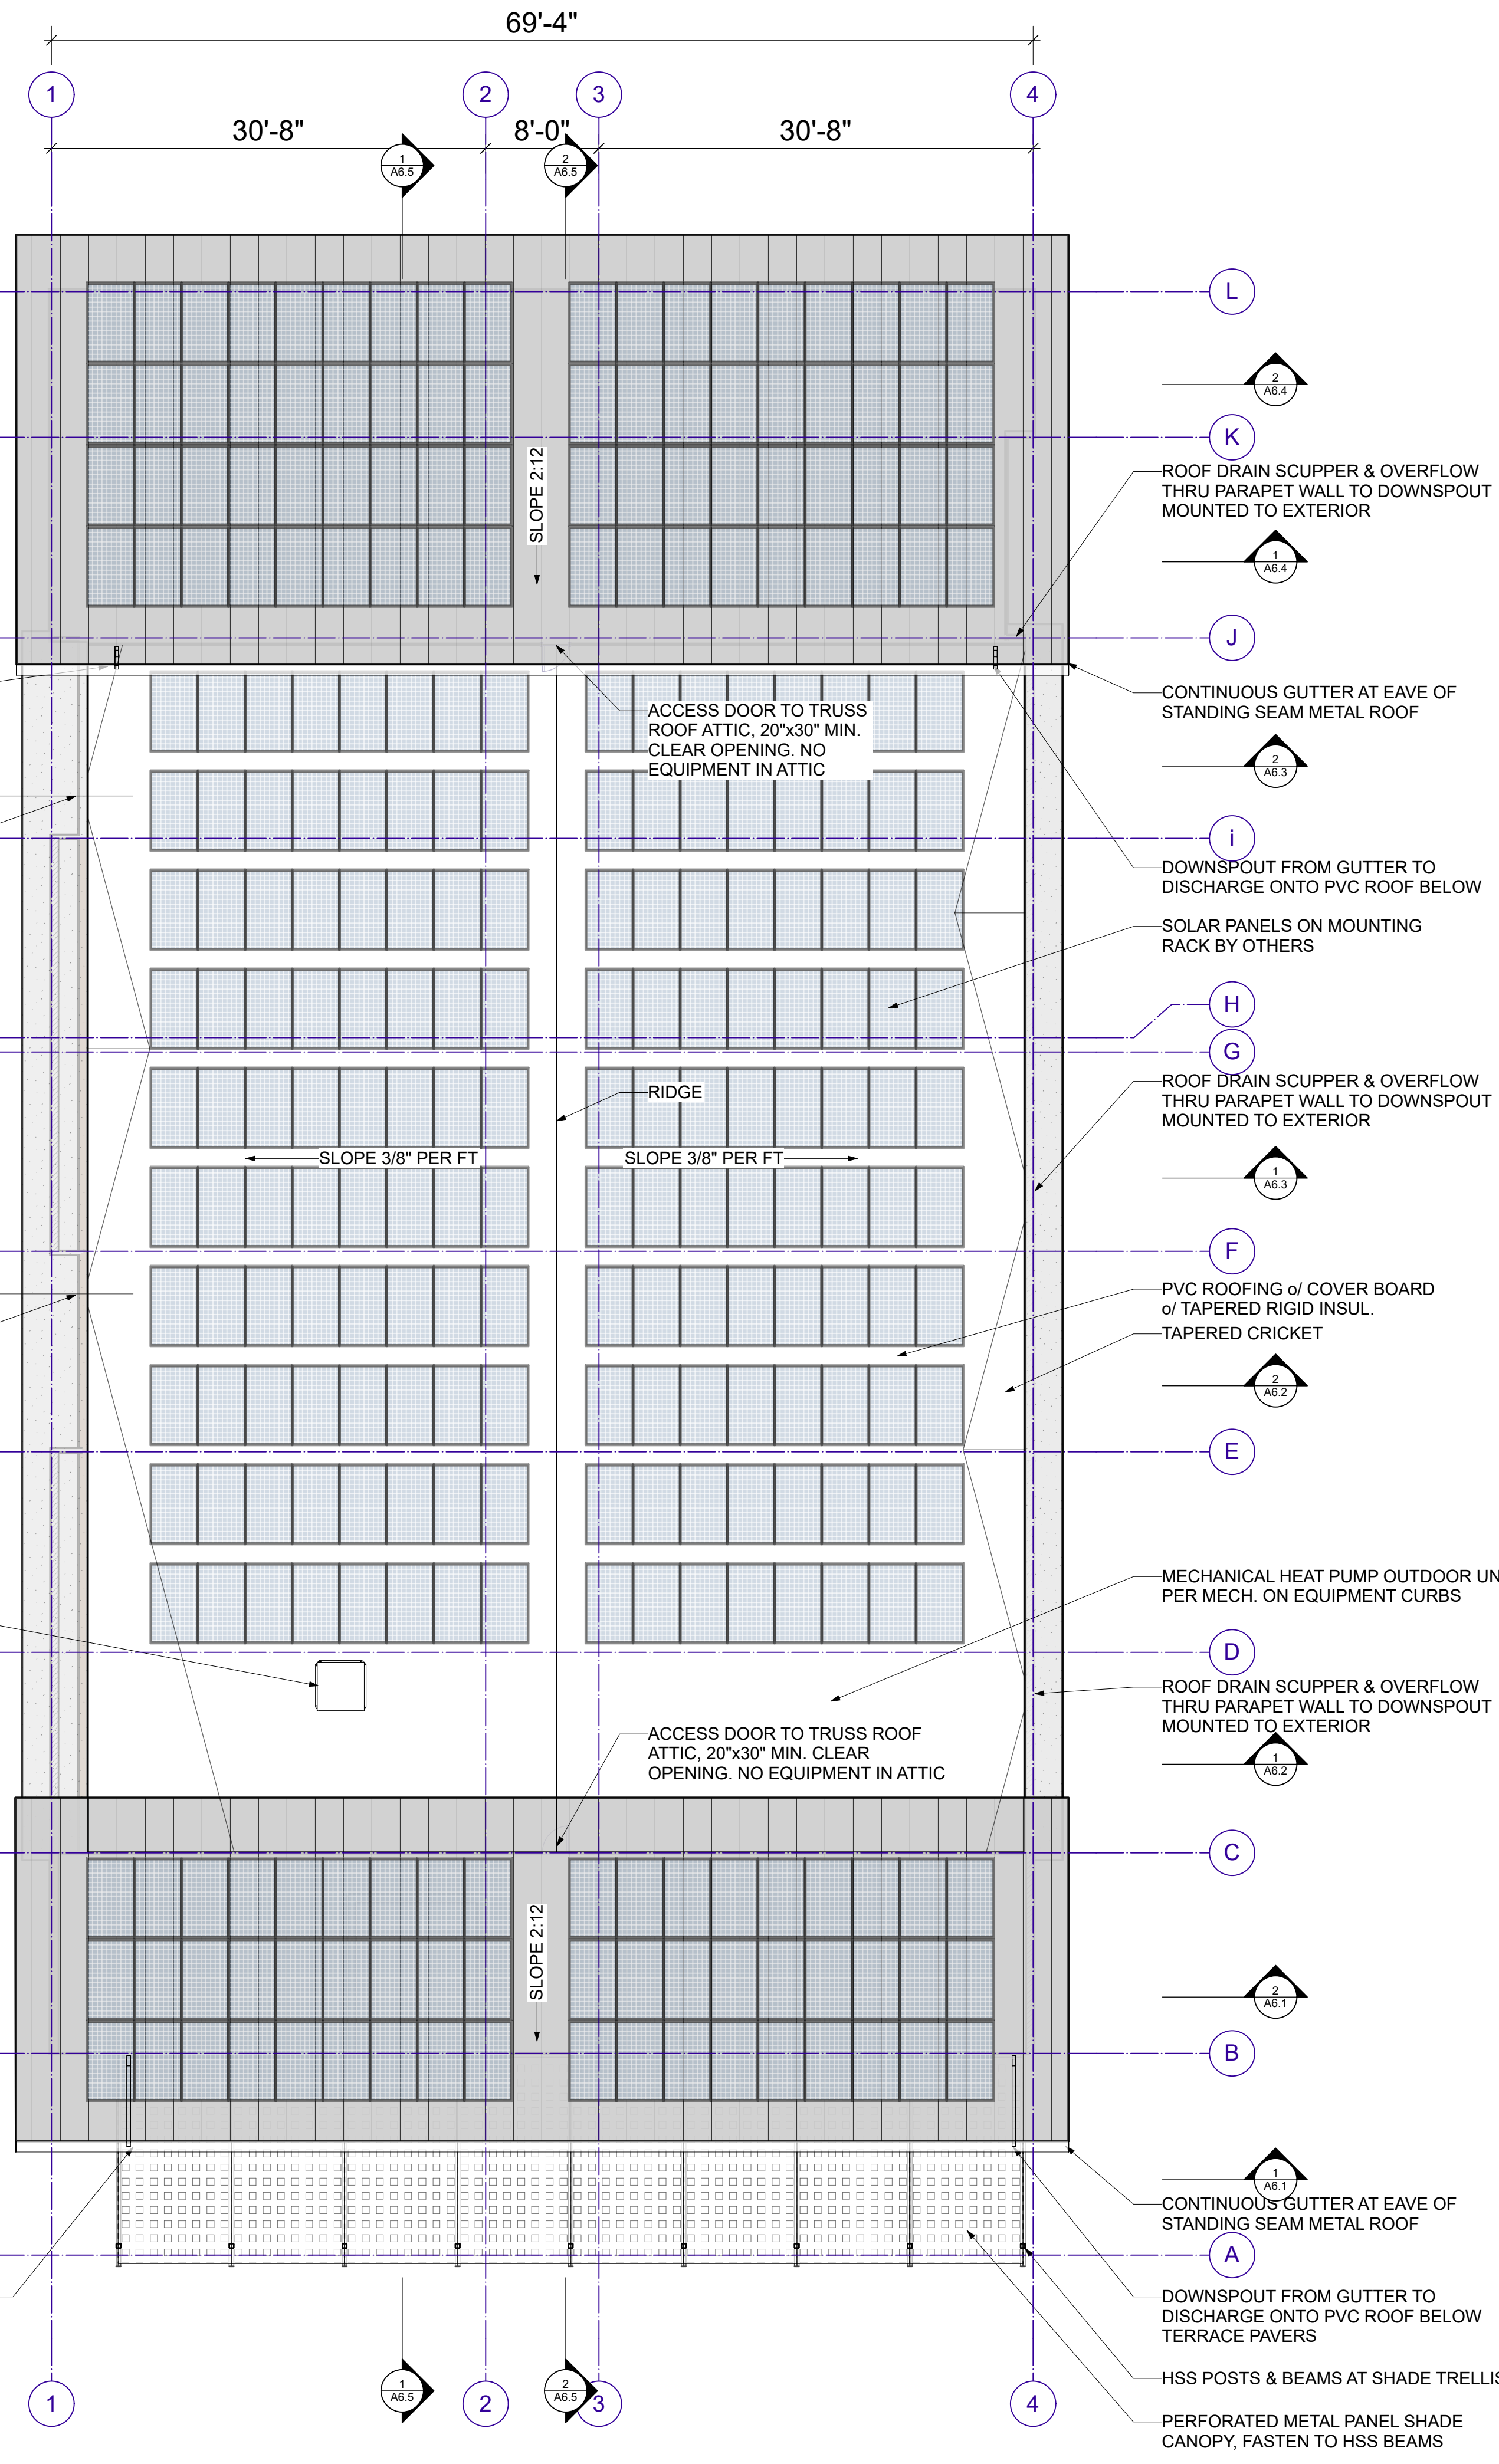 69'-4"
1
2
3
4
30'-8"
8'-0"
30'-8"
1
A6.5
2
A6.5
L
2
A6.4
K
ROOF DRAIN SCUPPER & OVERFLOW
THRU PARAPET WALL TO DOWNSPOUT
MOUNTED TO EXTERIOR
SLOPE 2:12
1
A6.4
J
CONTINUOUS GUTTER AT EAVE OF
STANDING SEAM METAL ROOF
ACCESS DOOR TO TRUSS
ROOF ATTIC, 20"x30" MIN.
CLEAR OPENING. NO
EQUIPMENT IN ATTIC
2
A6.3
i
DOWNSPOUT FROM GUTTER TO
DISCHARGE ONTO PVC ROOF BELOW
SOLAR PANELS ON MOUNTING
RACK BY OTHERS
H
G
ROOF DRAIN SCUPPER & OVERFLOW
THRU PARAPET WALL TO DOWNSPOUT
MOUNTED TO EXTERIOR
RIDGE
SLOPE 3/8" PER FT
SLOPE 3/8" PER FT
1
A6.3
F
PVC ROOFING o/ COVER BOARD
o/ TAPERED RIGID INSUL.
TAPERED CRICKET
2
A6.2
E
MECHANICAL HEAT PUMP OUTDOOR UN
PER MECH. ON EQUIPMENT CURBS
D
ROOF DRAIN SCUPPER & OVERFLOW
THRU PARAPET WALL TO DOWNSPOUT
MOUNTED TO EXTERIOR
ACCESS DOOR TO TRUSS ROOF
ATTIC, 20"x30" MIN. CLEAR
OPENING. NO EQUIPMENT IN ATTIC
1
A6.2
C
SLOPE 2:12
2
A6.1
B
1
A6.1
CONTINUOUS GUTTER AT EAVE OF
STANDING SEAM METAL ROOF
A
DOWNSPOUT FROM GUTTER TO
DISCHARGE ONTO PVC ROOF BELOW
TERRACE PAVERS
HSS POSTS & BEAMS AT SHADE TRELLIS
1
1
A6.5
2
2
A6.5
3
4
PERFORATED METAL PANEL SHADE
CANOPY, FASTEN TO HSS BEAMS